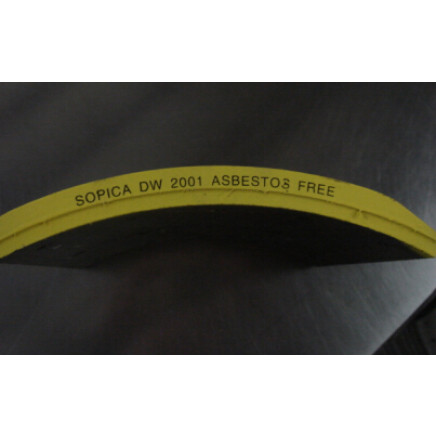 SOPICA DW 2001 ASBESTOS FREE